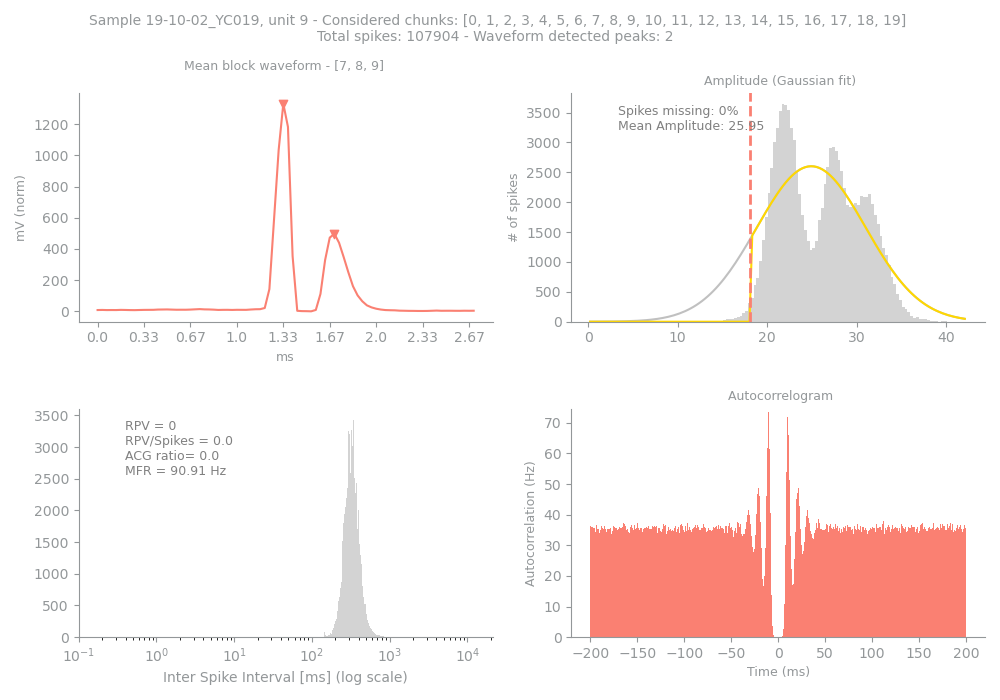 Sample 19-10-02_YC019, unit 9 - Considered chunks: [0, 1, 2, 3, 4, 5, 6, 7, 8, 9, 10, 11, 12, 13, 14, 15, 16, 17, 18, 19]
Total spikes: 107904 - Waveform detected peaks: 2
Mean block waveform - [7, 8, 9]
mV (norm)
1200
1000
800
600
400
200
0
0.0 0.33 0.67 1.0 1.33 1.67 2.0 2.33 2.67
ms
Amplitude (Gaussian fit)
Spikes missing: 0%
Mean Amplitude: 25.95
# of spikes
3500
3000
2500
2000
1500
1000
500
0
0 10 20 30 40
RPV = 0
RPV/Spikes = 0.0
ACG ratio= 0.0
MFR = 90.91 Hz
3500
3000
2500
2000
1500
1000
500
0
10⁻¹ 10⁰ 10¹ 10² 10³ 10⁴
Inter Spike Interval [ms] (log scale)
Autocorrelogram
Autocorrelation (Hz)
70
60
50
40
30
20
10
0
−200 −150 −100 −50 0 50 100 150 200
Time (ms)